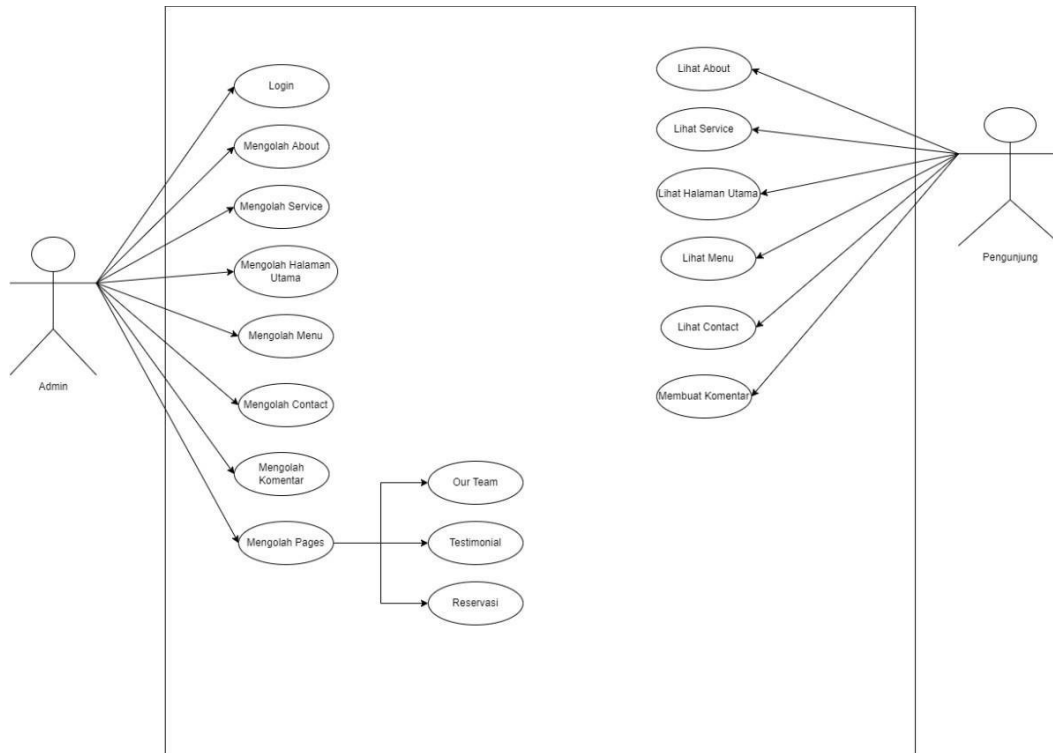 Login
Mengolah About
Mengolah Service
Mengolah Halaman
Utama
Mengolah Menu
Mengolah Contact
Mengolah
Komentar
Mengolah Pages
Admin
Our Team
Testimonial
Reservasi
Lihat About
Lihat Service
Lihat Halaman Utama
Lihat Menu
Lihat Contact
Membuat Komentar
Pengunjung